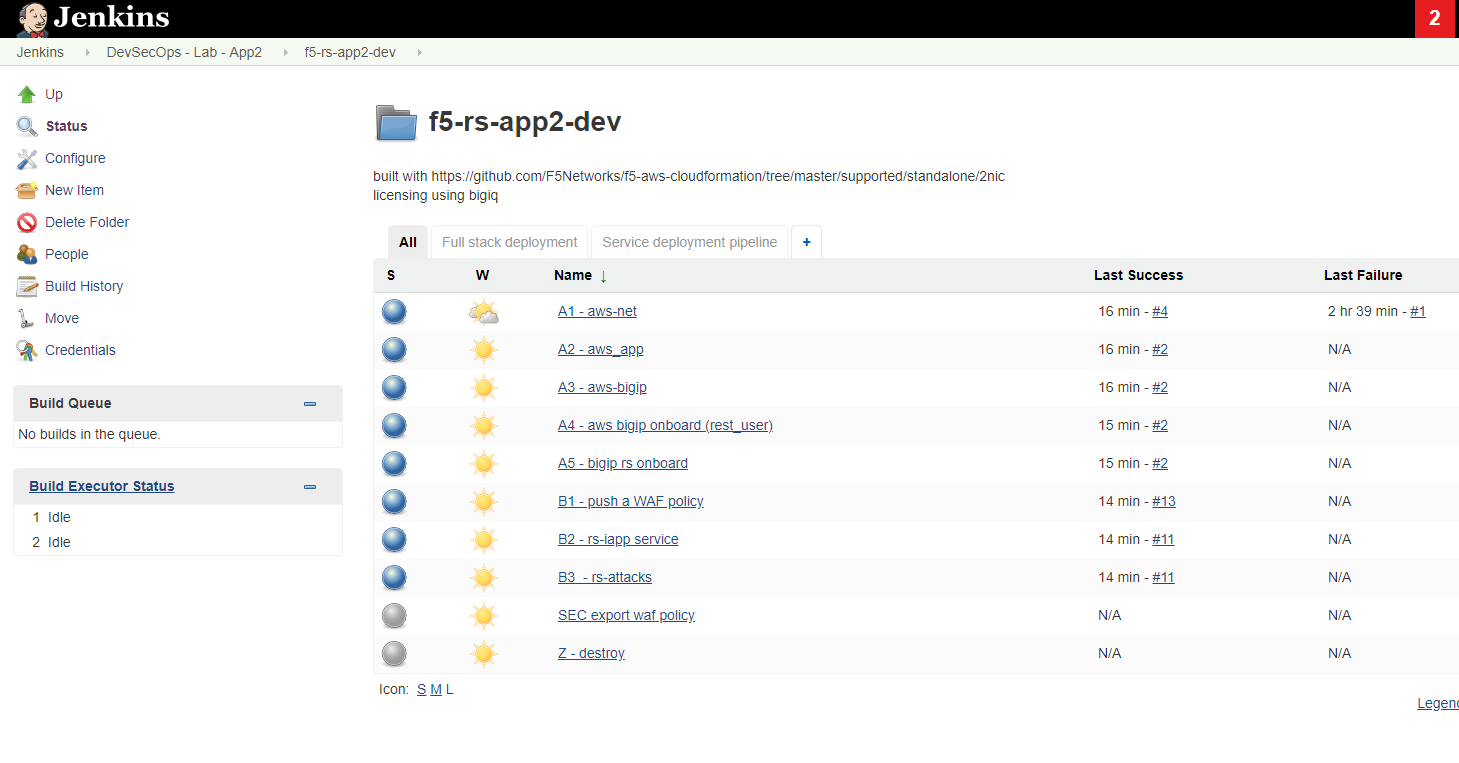 Jenkins
2
Jenkins DevSecOps - Lab - App2 f5-rs-app2-dev
Up
Status
Configure
New Item
Delete Folder
People
Build History
Move
Credentials
Build Queue
No builds in the queue.
Build Executor Status
1 Idle
2 Idle
f5-rs-app2-dev
built with https://github.com/F5Networks/f5-aws-cloudformation/tree/master/supported/standalone/2nic
licensing using bigiq
All Full stack deployment Service deployment pipeline +
S W Name ↓ Last Success Last Failure
A1 - aws-net 16 min - #4 2 hr 39 min - #1
A2 - aws_app 16 min - #2 N/A
A3 - aws-bigip 16 min - #2 N/A
A4 - aws bigip onboard (rest_user) 15 min - #2 N/A
A5 - bigip rs onboard 15 min - #2 N/A
B1 - push a WAF policy 14 min - #13 N/A
B2 - rs-iapp service 14 min - #11 N/A
B3 - rs-attacks 14 min - #11 N/A
SEC export waf policy N/A N/A
Z - destroy N/A N/A
Icon: S M L
Legen